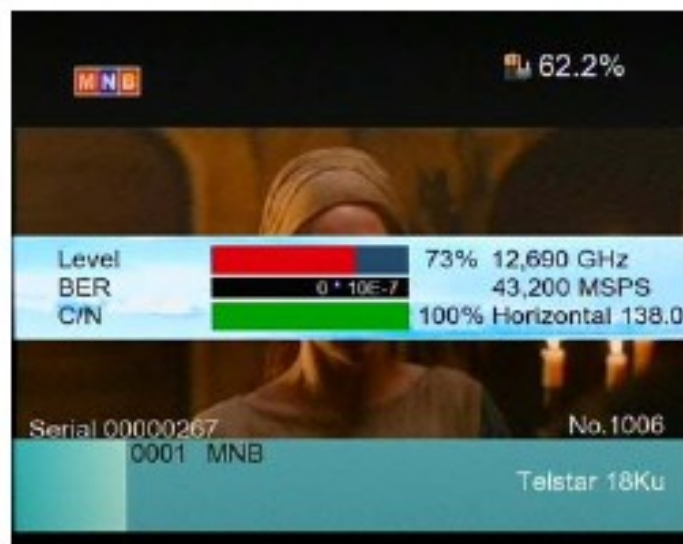 MNB
62.2%
Level 73% 12,690 GHz
BER 0 * 10E-7 43,200 MSPS
C/N 100% Horizontal 138.0
Serial 00000267 No.1006
0001 MNB
Telstar 18Ku